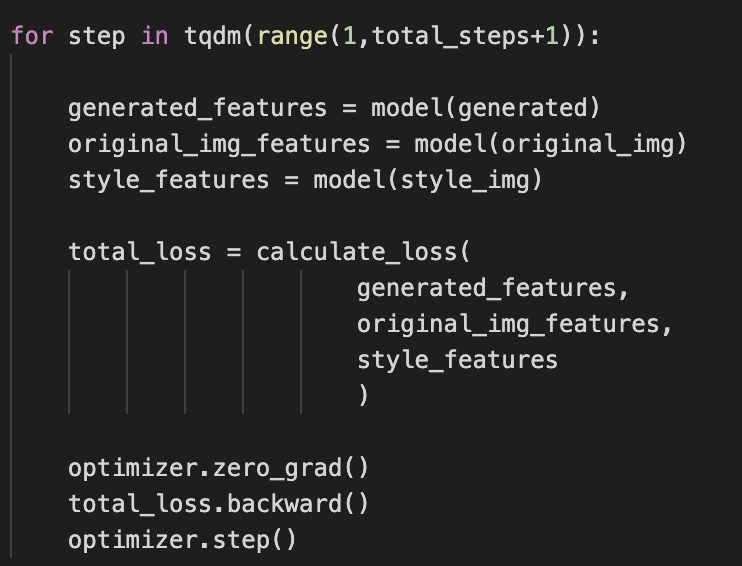 for step in tqdm(range(1,total_steps+1)):
generated_features = model(generated)
original_img_features = model(original_img)
style_features = model(style_img)
total_loss = calculate_loss(
generated_features,
original_img_features,
style_features
)
optimizer.zero_grad()
total_loss.backward()
optimizer.step()